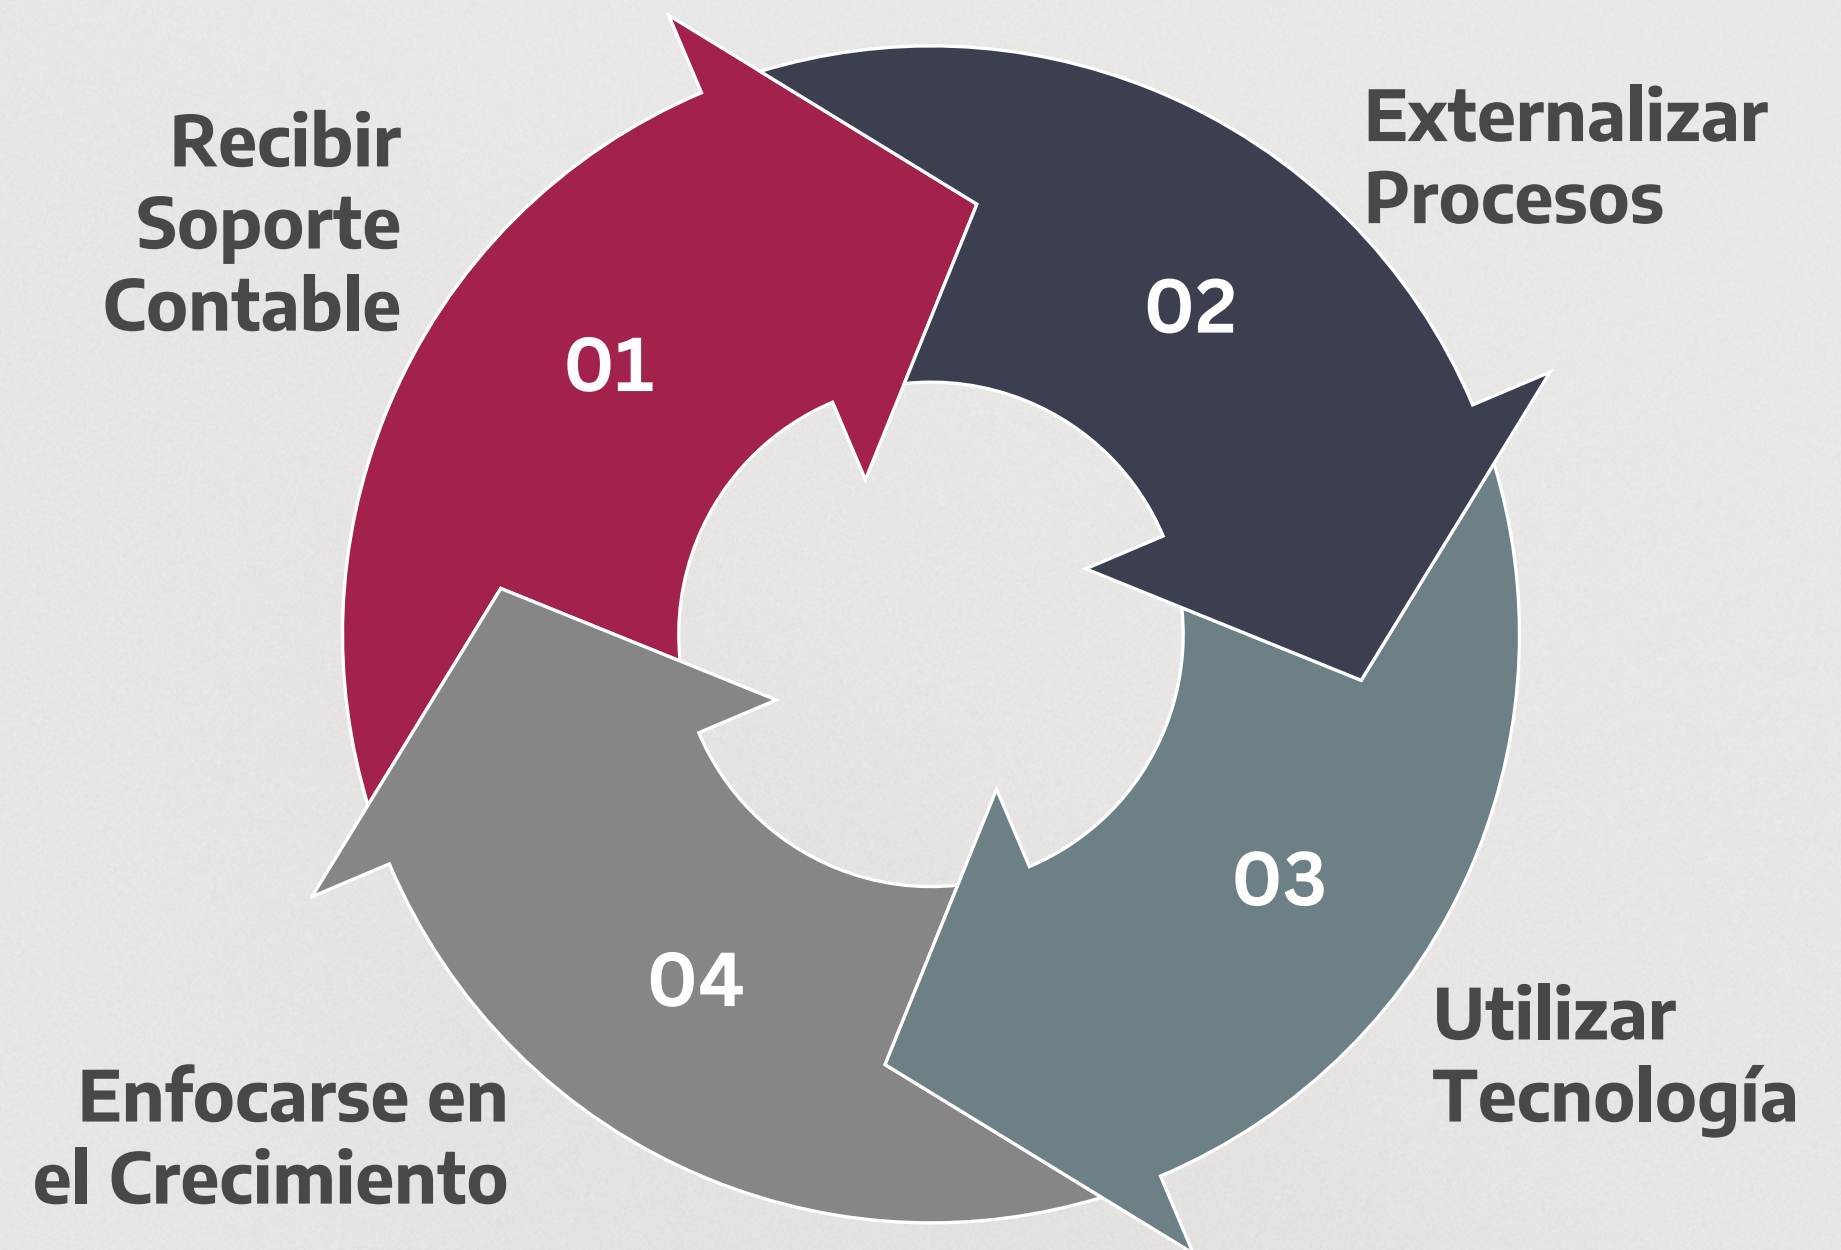 Recibir
Soporte
Contable
01
Externalizar
Procesos
02
03
Utilizar
Tecnología
04
Enfocarse en
el Crecimiento